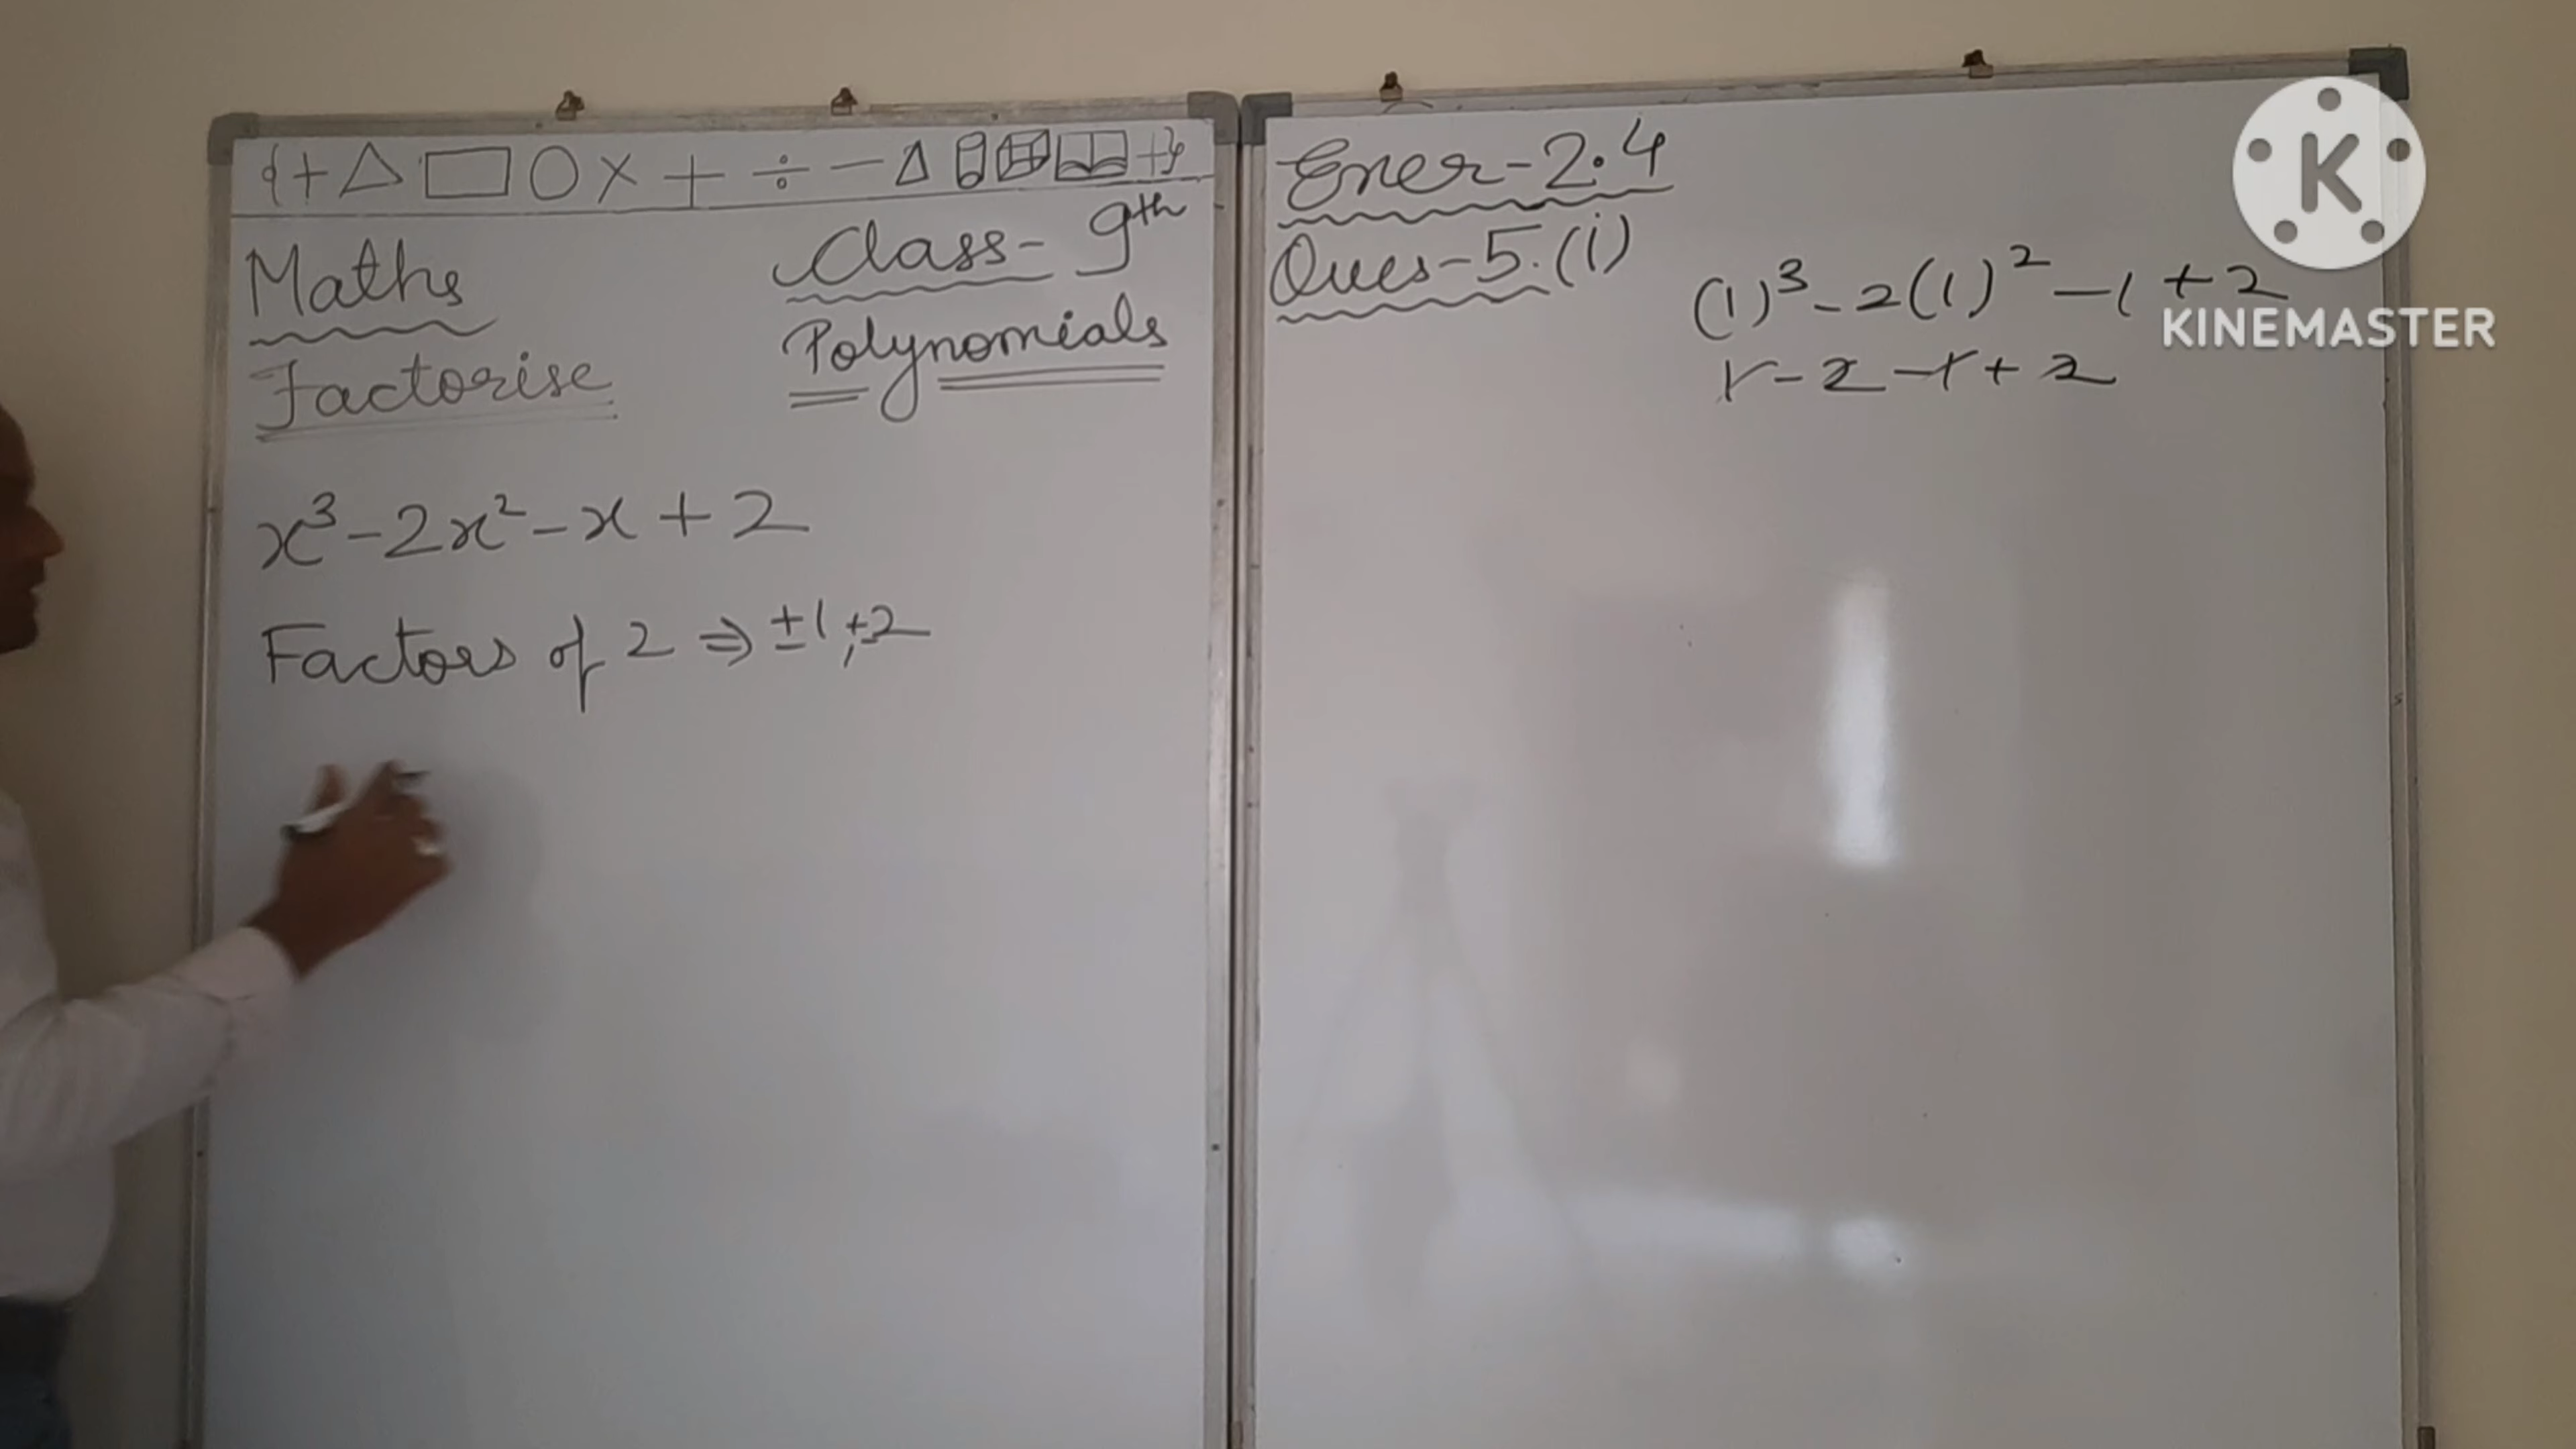 {+△▭○×+÷−+}
Maths
Class-9th
Factorise
Polynomials
x³-2x²-x+2
Factors of 2 ⇒ ±1,±2
Exer-2.4
Ques-5.(i)
(1)³-2(1)²-1+2
1-2-1+2
K
KINEMASTER